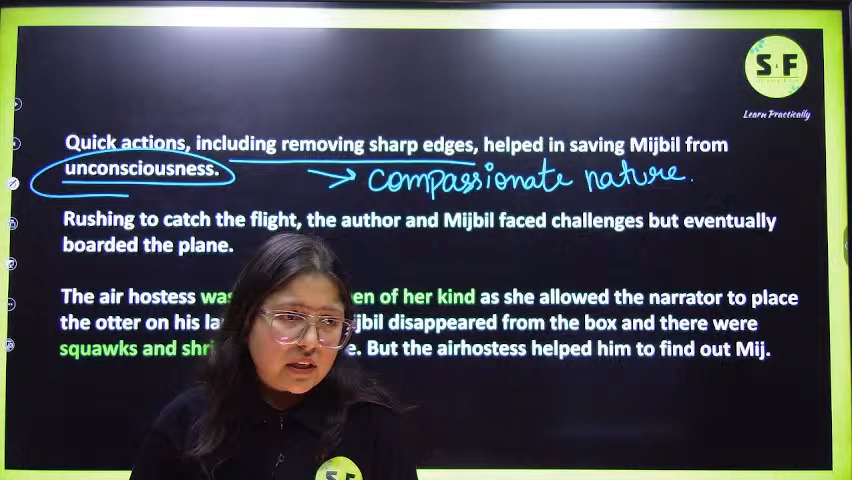 S&F
Learn Practically
Quick actions, including removing sharp edges, helped in saving Mijbil from
unconsciousness.
→ compassionate nature.
Rushing to catch the flight, the author and Mijbil faced challenges but eventually
boarded the plane.
The air hostess was of her kind as she allowed the narrator to place
the otter on his disappeared from the box and there were
squawks and But the airhostess helped him to find out Mij.